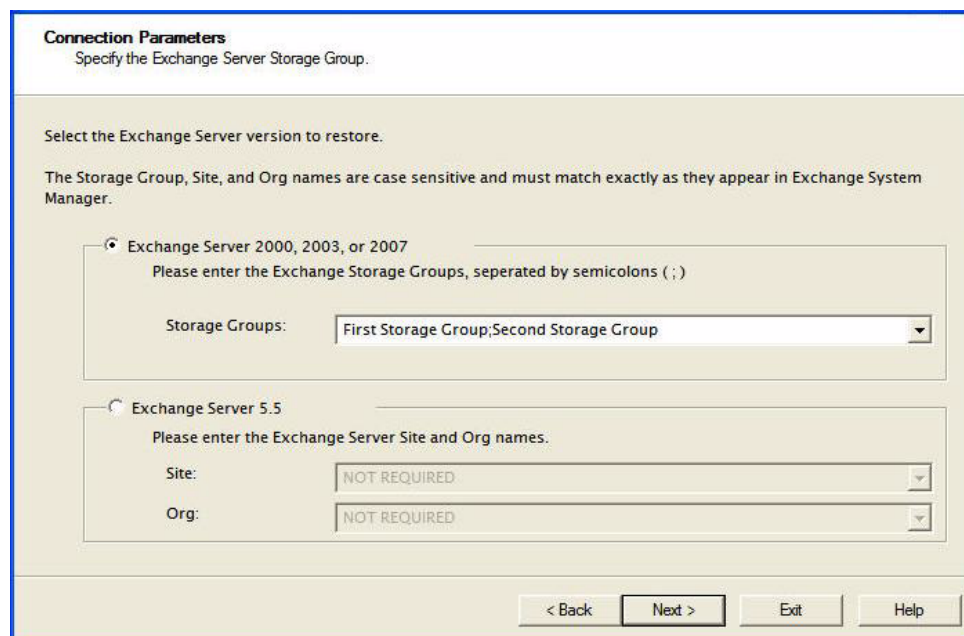 Connection Parameters
Specify the Exchange Server Storage Group.
Select the Exchange Server version to restore.
The Storage Group, Site, and Org names are case sensitive and must match exactly as they appear in Exchange System
Manager.
Exchange Server 2000, 2003, or 2007
Please enter the Exchange Storage Groups, seperated by semicolons ( ; )
Storage Groups: First Storage Group;Second Storage Group
Exchange Server 5.5
Please enter the Exchange Server Site and Org names.
Site: NOT REQUIRED
Org: NOT REQUIRED
< Back Next > Exit Help